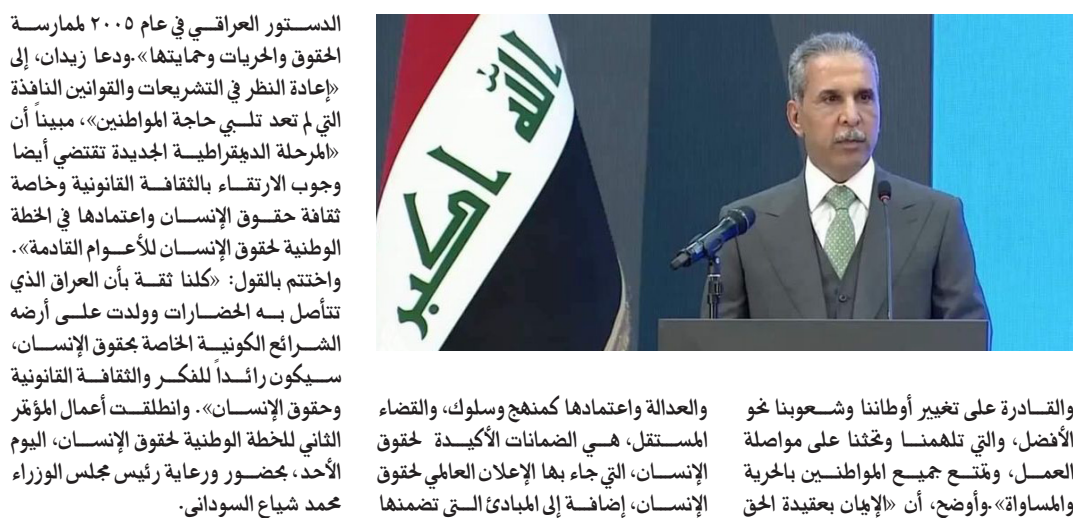 الله اكبر
والقادرة على تغيير أوطاننا وشعوبنا نحو
الأفضل، والتي تلهمنا وتحثنا على مواصلة
العمل، وتمتع جميع المواطنين بالحرية
والمساواة».وأوضح، أن «الإيمان بعقيدة الحق
والعدالة واعتمادها كمنهج وسلوك، والقضاء
المستقل، هي الضمانات الأكيدة لحقوق
الإنسان، التي جاء بها الإعلان العالمي لحقوق
الإنسان، إضافة إلى المبادئ التي تضمنها
الدستور العراقي في عام ٢٠٠٥ لممارسة
الحقوق والحريات وحمايتها».ودعا زيدان، إلى
«إعادة النظر في التشريعات والقوانين النافذة
التي لم تعد تلبي حاجة المواطنين»، مبيناً أن
«المرحلة الديمقراطية الجديدة تقتضي أيضا
وجوب الارتقاء بالثقافة القانونية وخاصة
ثقافة حقوق الإنسان واعتمادها في الخطة
الوطنية لحقوق الإنسان للأعوام القادمة».
واختتم بالقول: «كلنا ثقة بأن العراق الذي
تتأصل به الحضارات وولدت على أرضه
الشرائع الكونية الخاصة بحقوق الإنسان،
سيكون رائداً للفكر والثقافة القانونية
وحقوق الإنسان». وانطلقت أعمال المؤتمر
الثاني للخطة الوطنية لحقوق الإنسان، اليوم
الأحد، بحضور ورعاية رئيس مجلس الوزراء
محمد شياع السوداني.